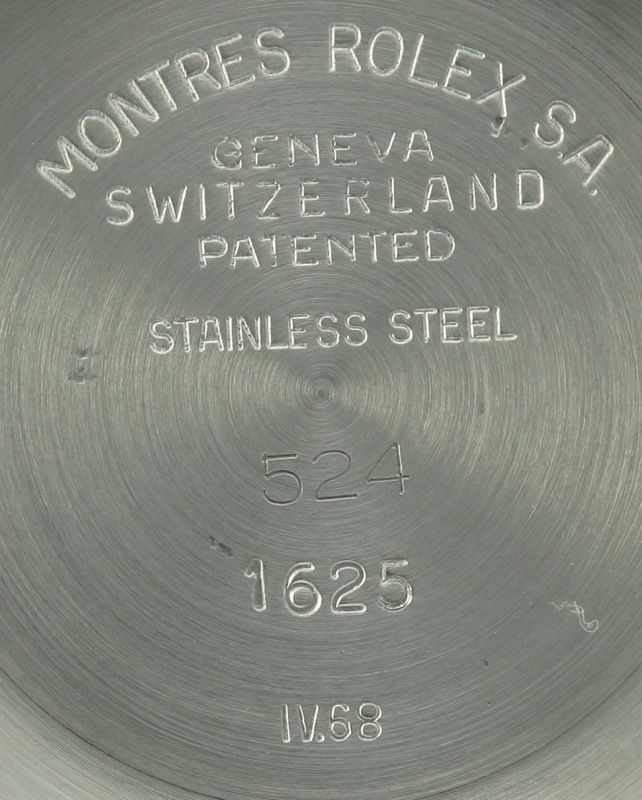 MONTRES ROLEX S.A.
GENEVA
SWITZERLAND
PATENTED
STAINLESS STEEL
524
1625
IV.68